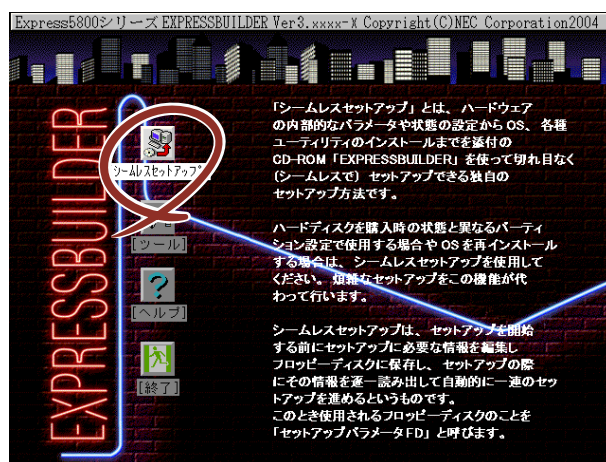 Express5800シリーズ EXPRESSBUILDER Ver3.xxxx-X Copyright(C)NEC Corporation2004
EXPRESSBUILDER
シームレスセットアップ
[ツール]
[ヘルプ]
[終了]
「シームレスセットアップ」とは、ハードウェア
の内部的なパラメータや状態の設定からOS、各種
ユーティリティのインストールまでを添付の
CD-ROM「EXPRESSBUILDER」を使って切れ目なく
(シームレスで) セットアップできる独自の
セットアップ方法です。
ハードディスクを購入時の状態と異なるパーティ
ション設定で使用する場合やOSを再インストール
する場合は、シームレスセットアップを使用して
ください。煩雑なセットアップをこの機能が代
わって行います。
シームレスセットアップは、セットアップを開始
する前にセットアップに必要な情報を編集し
フロッピーディスクに保存し、セットアップの際
にその情報を逐一読み出して自動的に一連のセッ
トアップを進めるというものです。
このとき使用されるフロッピーディスクのことを
「セットアップパラメータFD」と呼びます。